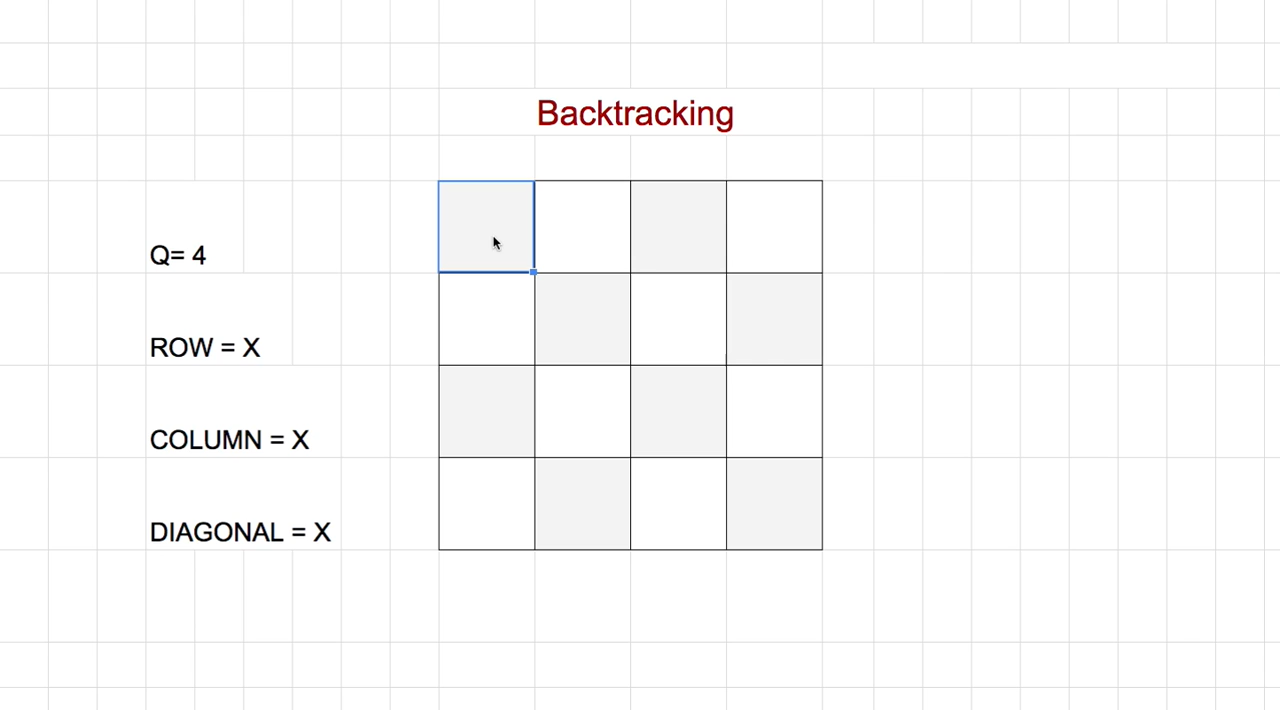 Backtracking
Q= 4
ROW = X
COLUMN = X
DIAGONAL = X